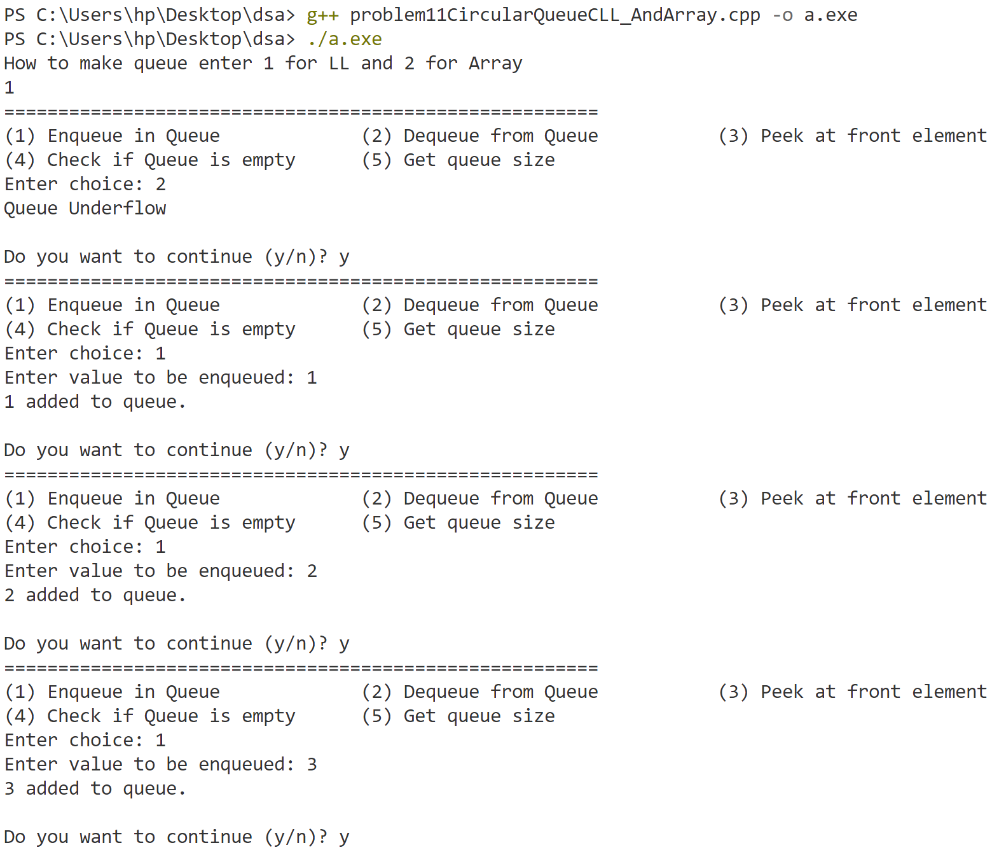 PS C:\Users\hp\Desktop\dsa> g++ problem11CircularQueueCLL_AndArray.cpp -o a.exe
PS C:\Users\hp\Desktop\dsa> ./a.exe
How to make queue enter 1 for LL and 2 for Array
1
=======================================================
(1) Enqueue in Queue (2) Dequeue from Queue (3) Peek at front element
(4) Check if Queue is empty (5) Get queue size
Enter choice: 2
Queue Underflow
Do you want to continue (y/n)? y
=======================================================
(1) Enqueue in Queue (2) Dequeue from Queue (3) Peek at front element
(4) Check if Queue is empty (5) Get queue size
Enter choice: 1
Enter value to be enqueued: 1
1 added to queue.
Do you want to continue (y/n)? y
=======================================================
(1) Enqueue in Queue (2) Dequeue from Queue (3) Peek at front element
(4) Check if Queue is empty (5) Get queue size
Enter choice: 1
Enter value to be enqueued: 2
2 added to queue.
Do you want to continue (y/n)? y
=======================================================
(1) Enqueue in Queue (2) Dequeue from Queue (3) Peek at front element
(4) Check if Queue is empty (5) Get queue size
Enter choice: 1
Enter value to be enqueued: 3
3 added to queue.
Do you want to continue (y/n)? y